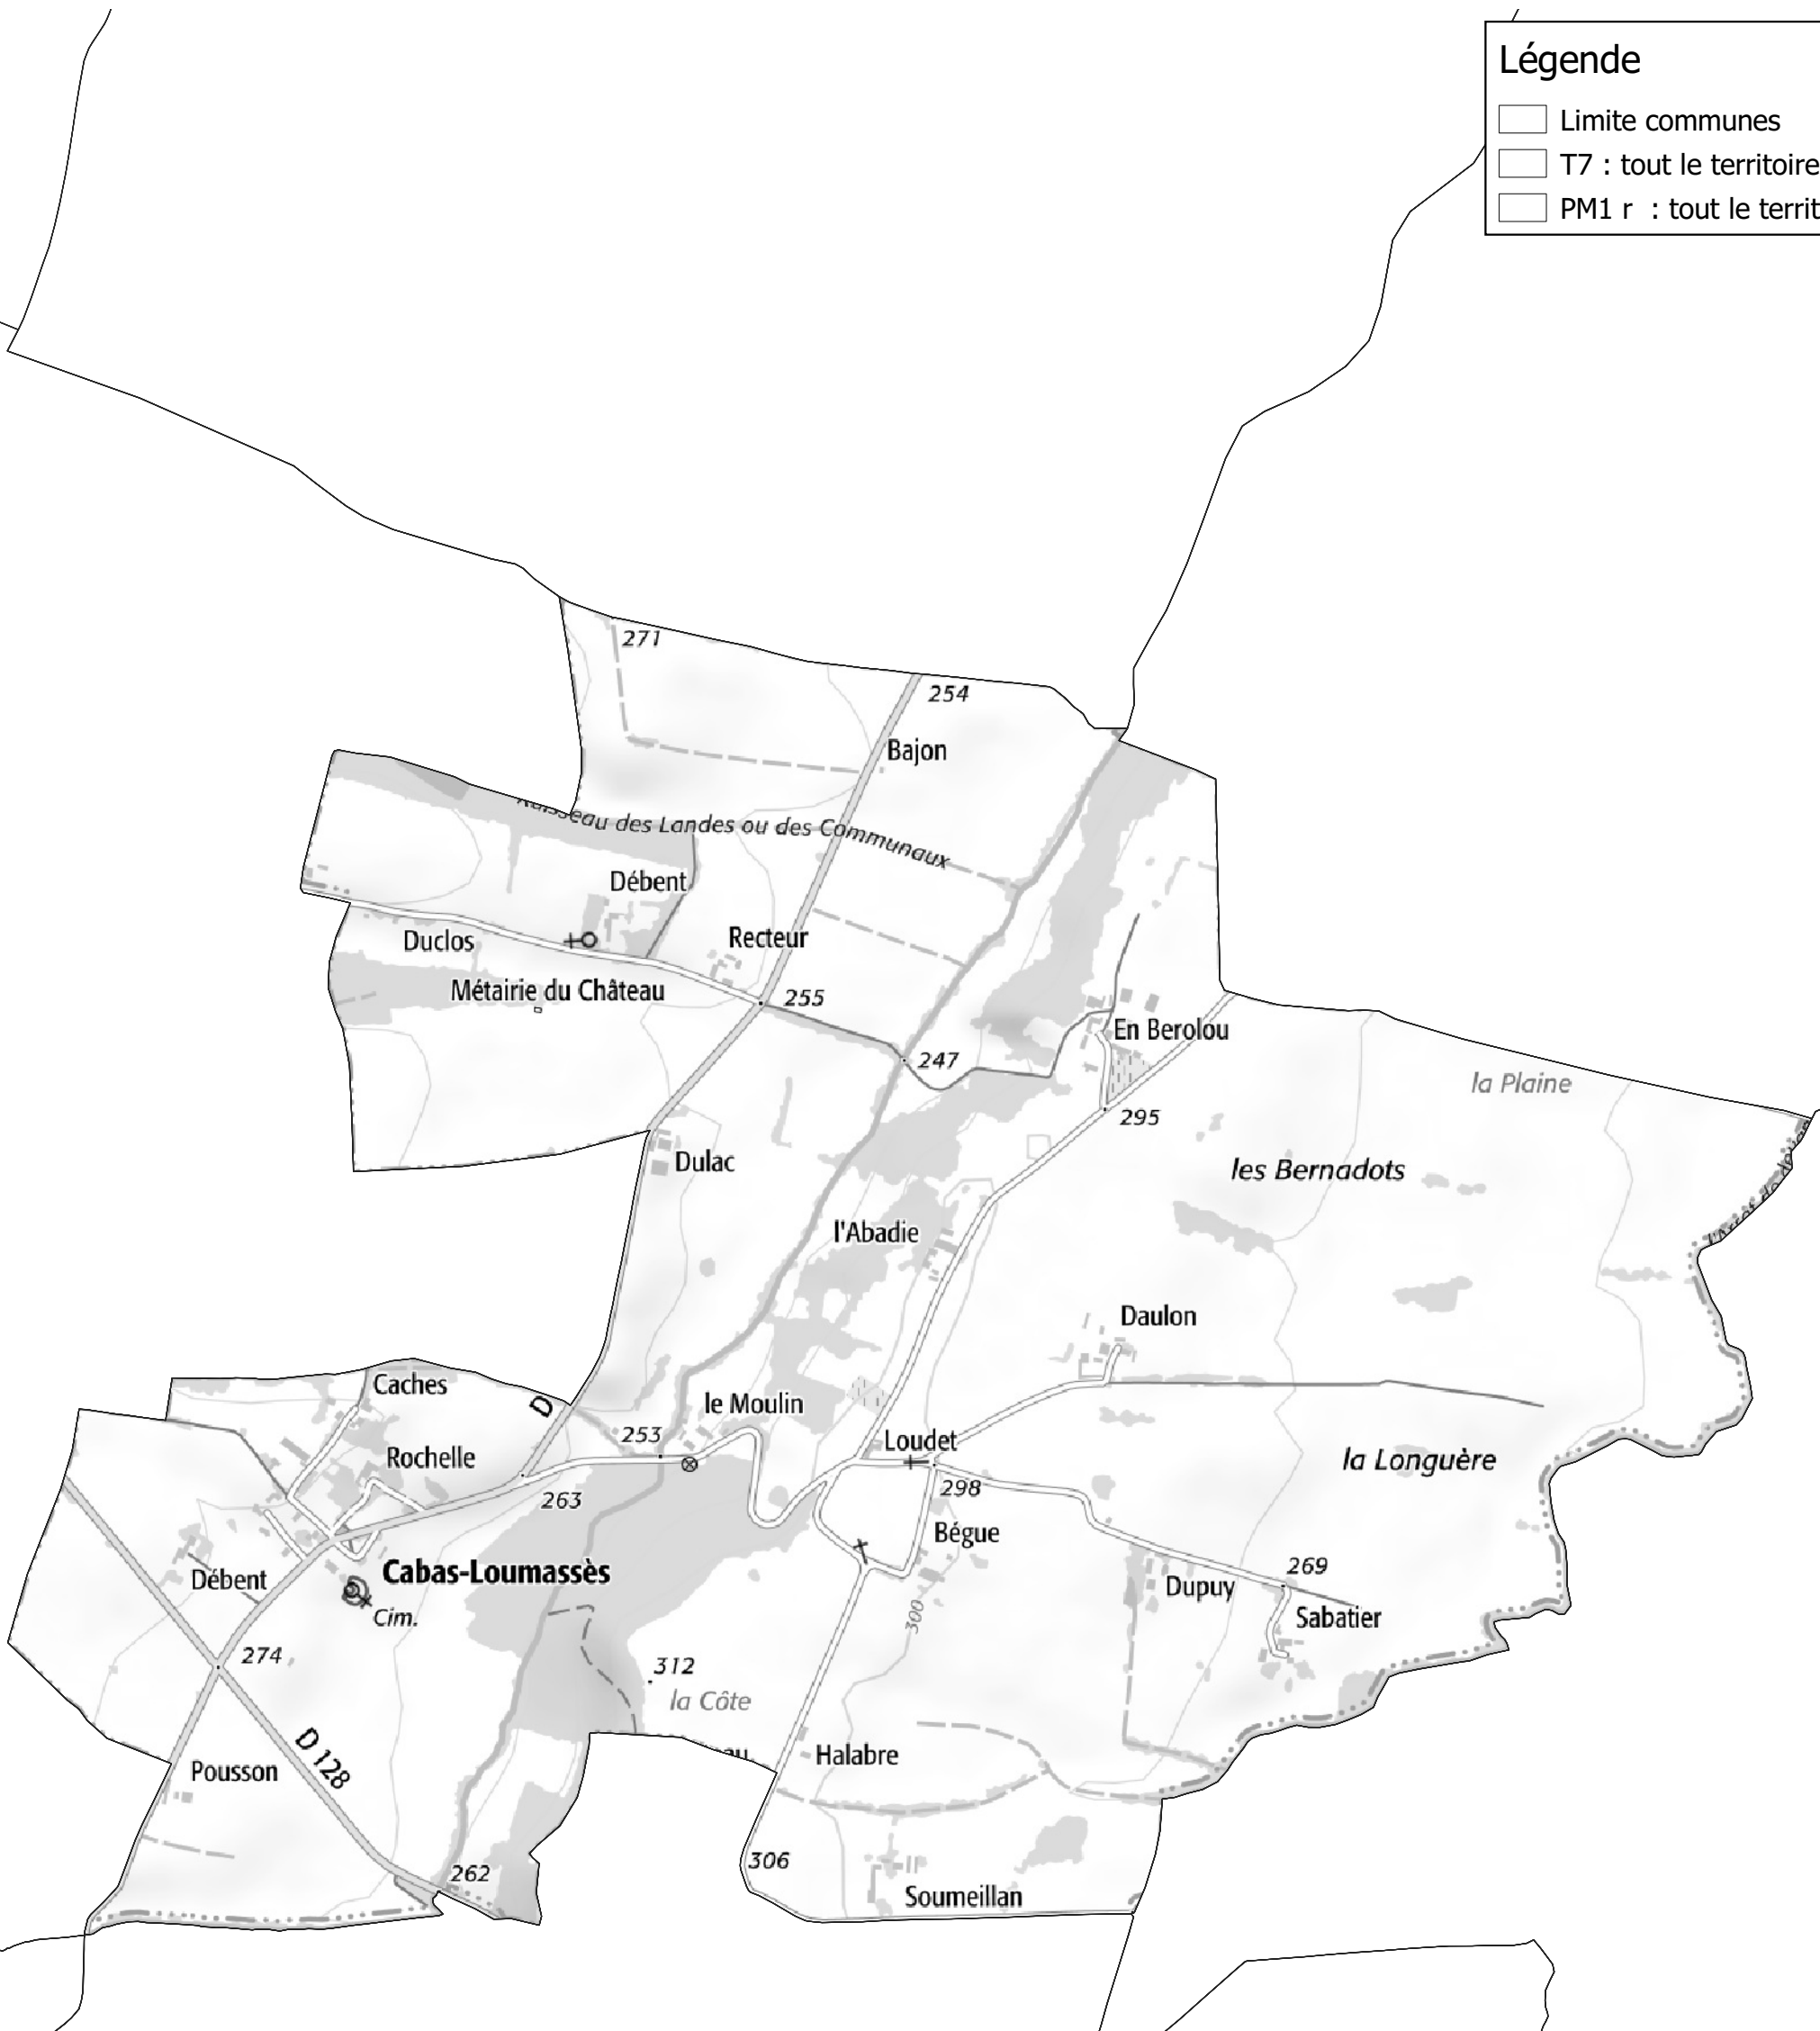 Légende
Limite communes
T7 : tout le territoire
PM1 r : tout le territ
271
254
Bajon
Ruisseau des Landes ou des Communaux
Débent
Duclos
Recteur
Métairie du Château
255
En Berolou
247
la Plaine
295
Dulac
les Bernadots
l'Abadie
Daulon
Caches
D
le Moulin
253
Loudet
Rochelle
la Longuère
263
298
Bégue
Cabas-Loumassès
Débent
269
Dupuy
Cim.
300
Sabatier
274
312
la Côte
D 128
Halabre
Pousson
306
262
Soumeillan